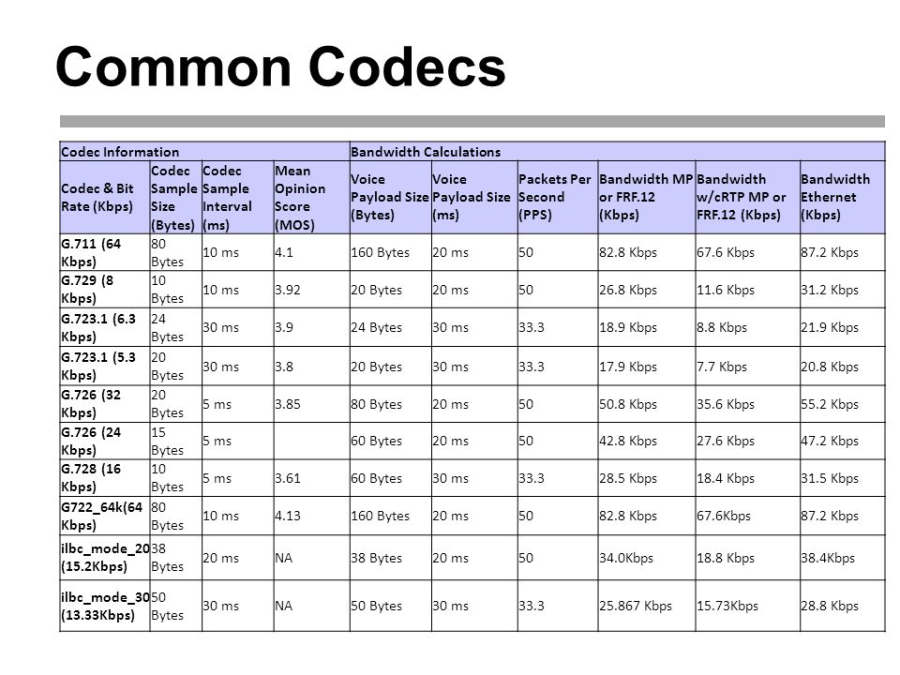 Common Codecs
Codec Information Bandwidth Calculations
Codec & Bit Rate (Kbps) Codec Sample Size (Bytes) Codec Sample Interval (ms) Mean Opinion Score (MOS) Voice Payload Size (Bytes) Voice Payload Size (ms) Packets Per Second (PPS) Bandwidth MP or FRF.12 (Kbps) Bandwidth w/cRTP MP or FRF.12 (Kbps) Bandwidth Ethernet (Kbps)
G.711 (64 Kbps) 80 Bytes 10 ms 4.1 160 Bytes 20 ms 50 82.8 Kbps 67.6 Kbps 87.2 Kbps
G.729 (8 Kbps) 10 Bytes 10 ms 3.92 20 Bytes 20 ms 50 26.8 Kbps 11.6 Kbps 31.2 Kbps
G.723.1 (6.3 Kbps) 24 Bytes 30 ms 3.9 24 Bytes 30 ms 33.3 18.9 Kbps 8.8 Kbps 21.9 Kbps
G.723.1 (5.3 Kbps) 20 Bytes 30 ms 3.8 20 Bytes 30 ms 33.3 17.9 Kbps 7.7 Kbps 20.8 Kbps
G.726 (32 Kbps) 20 Bytes 5 ms 3.85 80 Bytes 20 ms 50 50.8 Kbps 35.6 Kbps 55.2 Kbps
G.726 (24 Kbps) 15 Bytes 5 ms 60 Bytes 20 ms 50 42.8 Kbps 27.6 Kbps 47.2 Kbps
G.728 (16 Kbps) 10 Bytes 5 ms 3.61 60 Bytes 30 ms 33.3 28.5 Kbps 18.4 Kbps 31.5 Kbps
G722_64k(64 Kbps) 80 Bytes 10 ms 4.13 160 Bytes 20 ms 50 82.8 Kbps 67.6Kbps 87.2 Kbps
ilbc_mode_20 (15.2Kbps) 38 Bytes 20 ms NA 38 Bytes 20 ms 50 34.0Kbps 18.8 Kbps 38.4Kbps
ilbc_mode_30 (13.33Kbps) 50 Bytes 30 ms NA 50 Bytes 30 ms 33.3 25.867 Kbps 15.73Kbps 28.8 Kbps